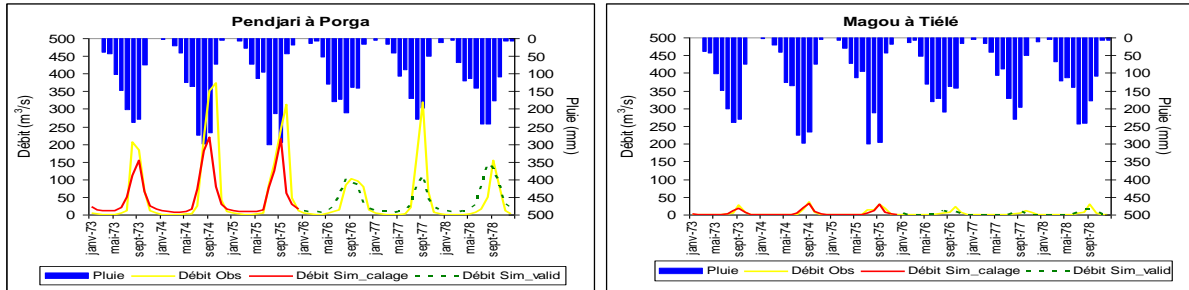 Pendjari à Porga
Débit (m³/s)
500
450
400
350
300
250
200
150
100
50
0
0
50
100
150
200
250
300
350
400
450
500
Pluie (mm)
janv-73
mai-73
sept-73
janv-74
mai-74
sept-74
janv-75
mai-75
sept-75
janv-76
mai-76
sept-76
janv-77
mai-77
sept-77
janv-78
mai-78
sept-78
Pluie Débit Obs Débit Sim_calage Débit Sim_valid
Magou à Tiélé
Débit (m³/s)
500
450
400
350
300
250
200
150
100
50
0
0
50
100
150
200
250
300
350
400
450
500
Pluie (mm)
janv-73
mai-73
sept-73
janv-74
mai-74
sept-74
janv-75
mai-75
sept-75
janv-76
mai-76
sept-76
janv-77
mai-77
sept-77
janv-78
mai-78
sept-78
Pluie Débit Obs Débit Sim_calage Débit Sim_valid